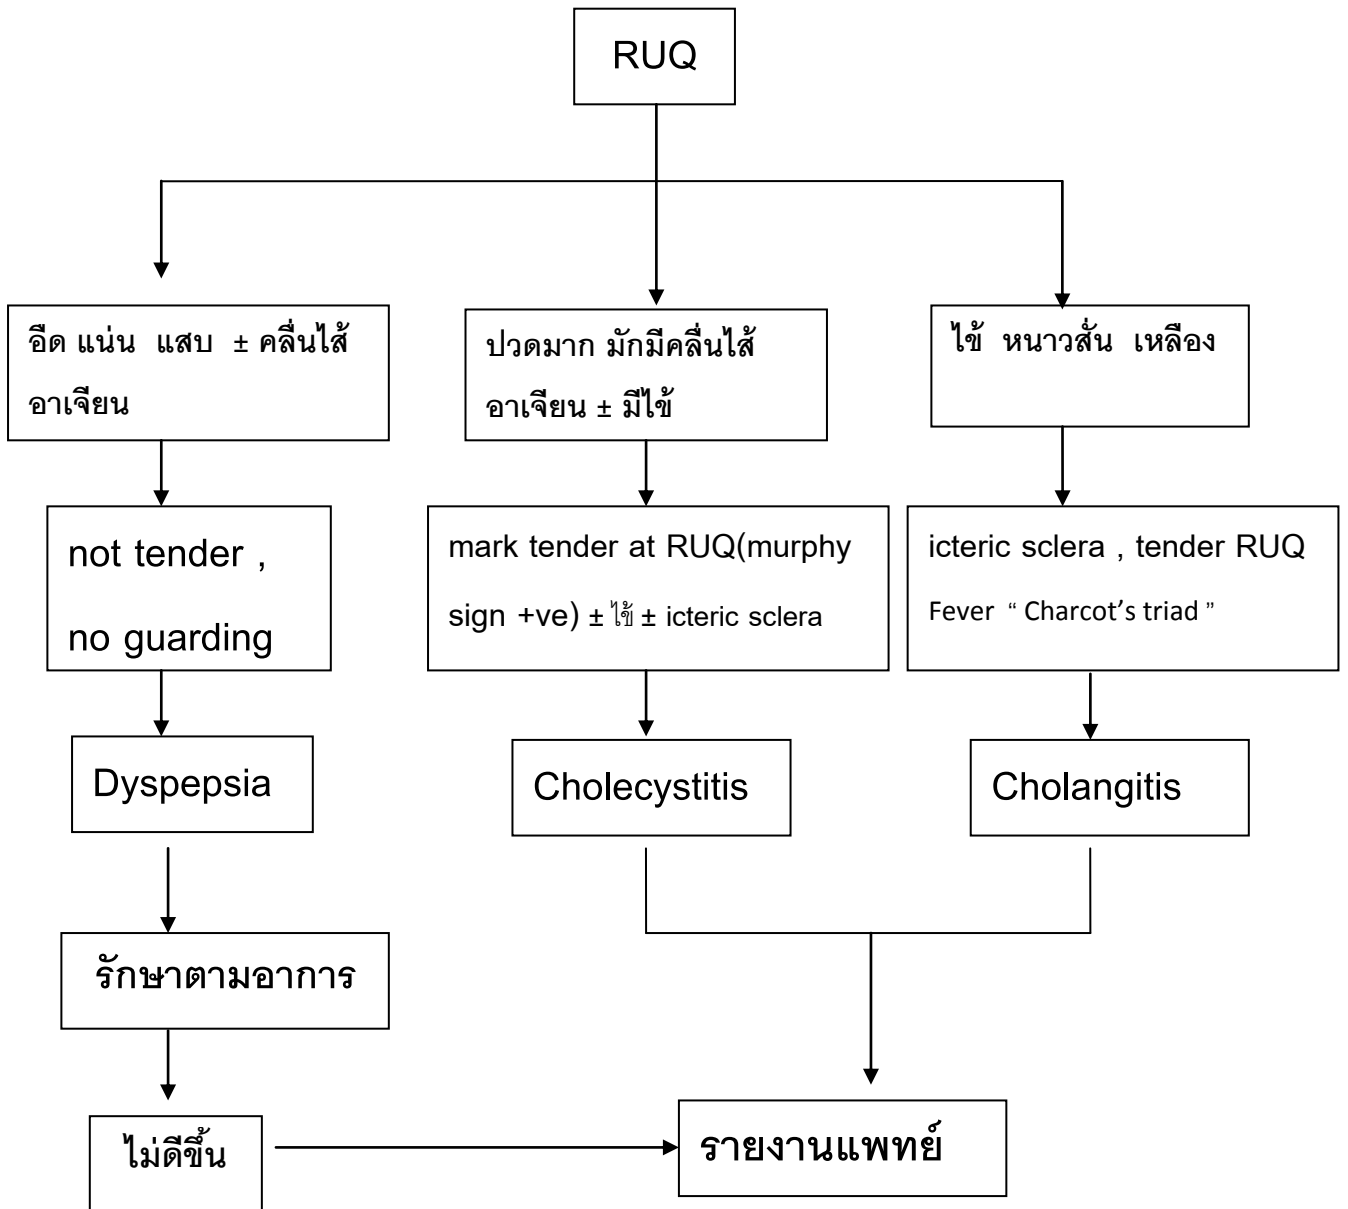 RUQ
อืด แน่น แสบ ± คลื่นไส้
อาเจียน
ปวดมาก มักมีคลื่นไส้
อาเจียน ± มีไข้
ไข้ หนาวสั่น เหลือง
not tender ,
no guarding
mark tender at RUQ(murphy
sign +ve) ± ไข้ ± icteric sclera
icteric sclera , tender RUQ
Fever “ Charcot’s triad ”
Dyspepsia
Cholecystitis
Cholangitis
รักษาตามอาการ
ไม่ดีขึ้น
รายงานแพทย์